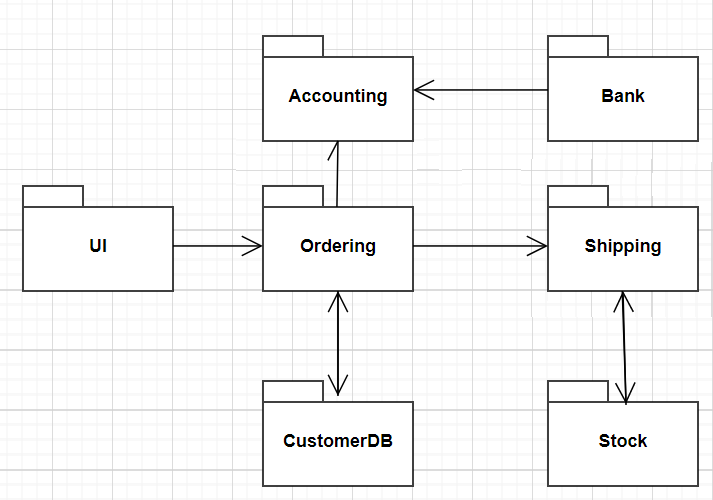 Accounting
Bank
UI
Ordering
Shipping
CustomerDB
Stock